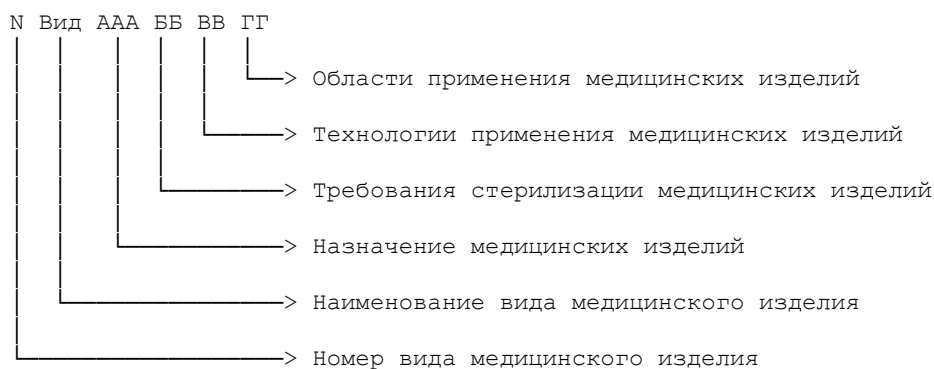 N Вид ААА ББ ВВ ГГ
> Области применения медицинских изделий
> Технологии применения медицинских изделий
> Требования стерилизации медицинских изделий
> Назначение медицинских изделий
> Наименование вида медицинского изделия
> Номер вида медицинского изделия